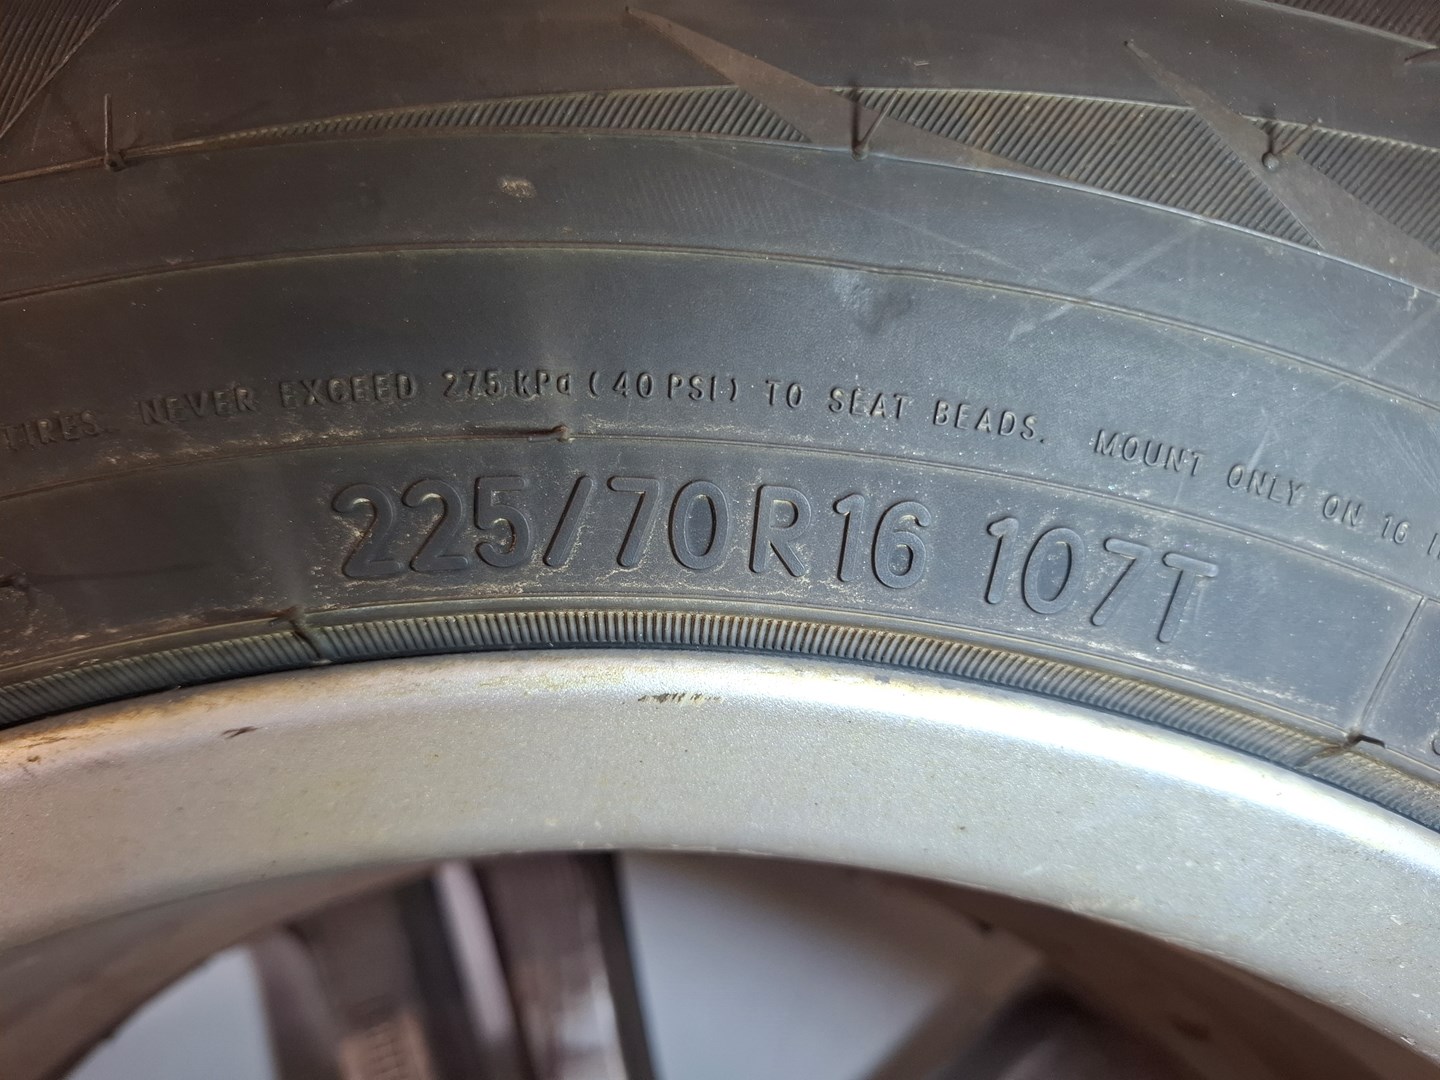 TIRES. NEVER EXCEED 275 kPa (40 PSI) TO SEAT BEADS. MOUNT ONLY ON 16
225/70R16 107T